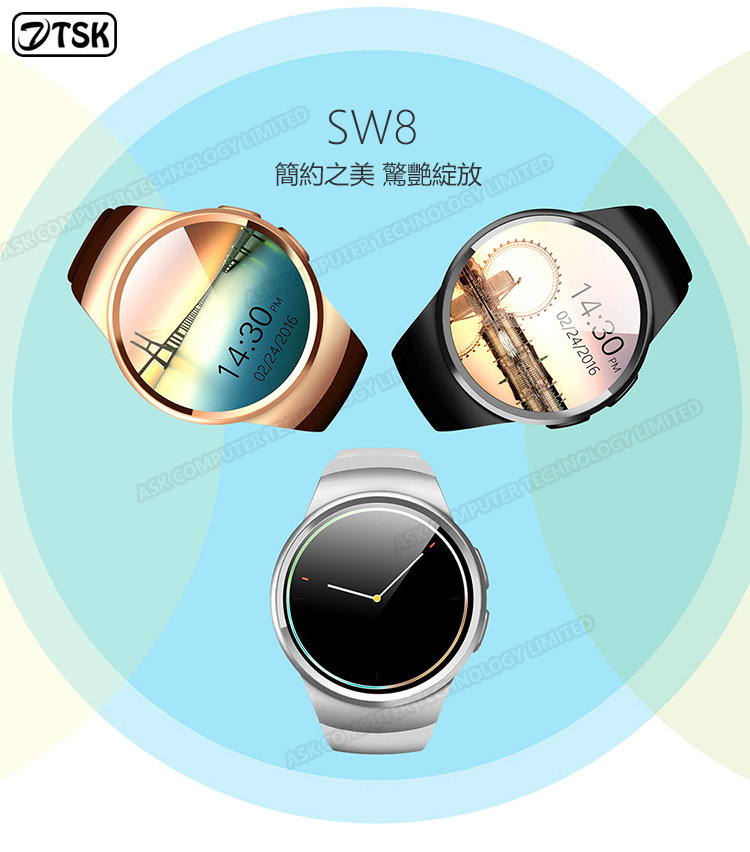 DTSK
SW8
簡約之美 驚艷綻放
ASK COMPUTER TECHNOLOGY LIMITED
ASK COMPUTER TECHNOLOGY LIMITED
14:30 PM
02/24/2016
14:30 PM
02/24/2016
ASK COMPUTER TECHNOLOGY LIMITED
ASK COMPUTER TECHNOLOGY LIMITED
ASK COMPUTER TECHNOLOGY LIMITED